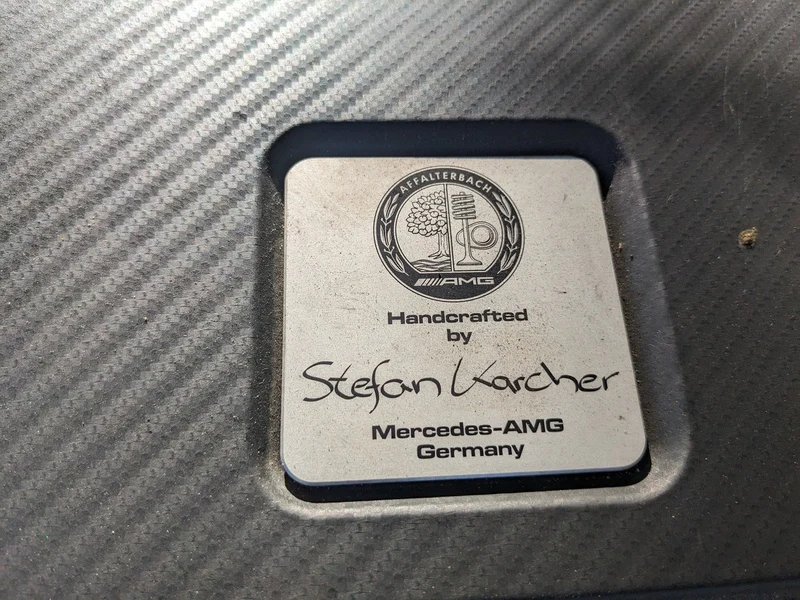 AFFALTERBACH
AMG
Handcrafted
by
Stefan Karcher
Mercedes-AMG
Germany